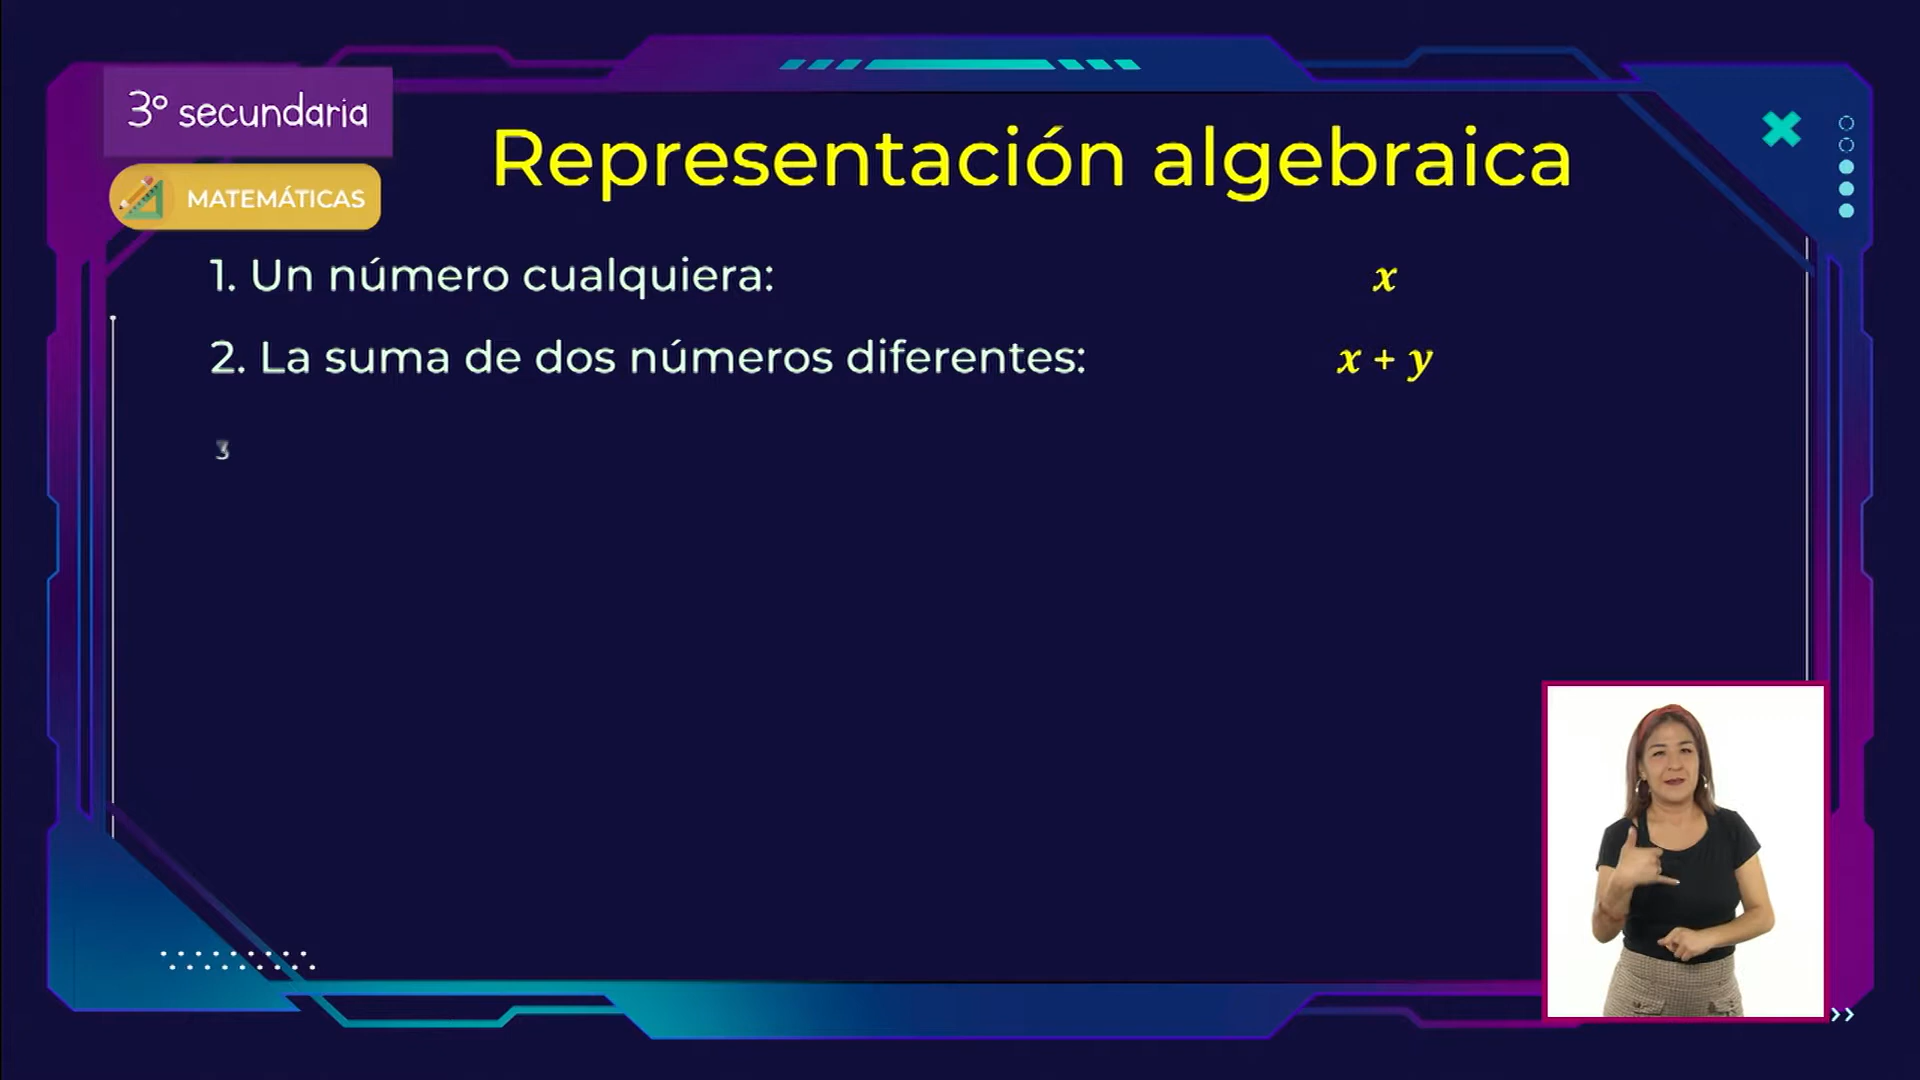 3° secundaria
MATEMÁTICAS
Representación algebraica
1. Un número cualquiera: x
2. La suma de dos números diferentes: x + y
3